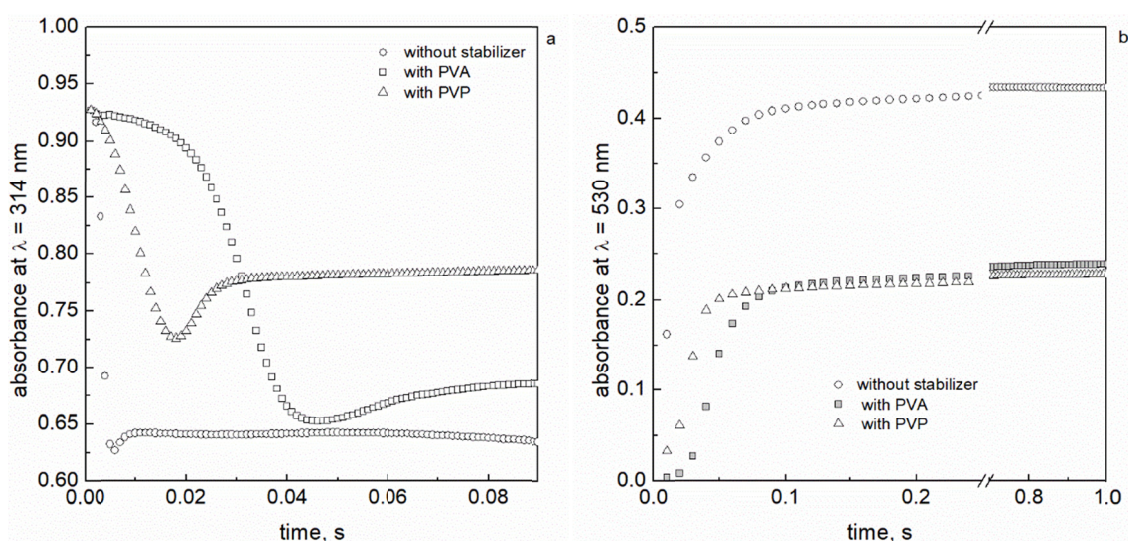 a
without stabilizer
with PVA
with PVP
absorbance at λ = 314 nm
1.00
0.95
0.90
0.85
0.80
0.75
0.70
0.65
0.60
0.00 0.02 0.04 0.06 0.08
time, s
b
absorbance at λ = 530 nm
0.5
0.4
0.3
0.2
0.1
0.0
without stabilizer
with PVA
with PVP
0.0 0.1 0.2 0.8 1.0
time, s